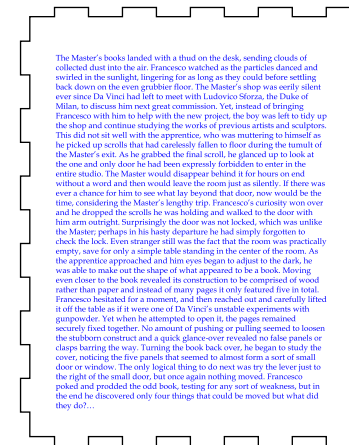 The Master's books landed with a thud on the desk, sending clouds of
collected dust into the air. Francesco watched as the particles danced and
swirled in the sunlight, lingering for as long as they could before settling
back down on the even grubbier floor. The Master's shop was eerily silent
ever since Da Vinci had left to meet with Ludovico Sforza, the Duke of
Milan, to discuss him next great commission. Yet, instead of bringing
Francesco with him to help with the new project, the boy was left to tidy up
the shop and continue studying the works of previous artists and sculptors.
This did not sit well with the apprentice, who was muttering to himself as
he picked up scrolls that had carelessly fallen to floor during the tumult of
the Master's exit. As he grabbed the final scroll, he glanced up to look at
the one and only door he had been expressly forbidden to enter in the
entire studio. The Master would disappear behind it for hours on end
without a word and then would leave the room just as silently. If there was
ever a chance for him to see what lay beyond that door, now would be the
time, considering the Master's lengthy trip. Francesco's curiosity won over
and he dropped the scrolls he was holding and walked to the door with
him arm outright. Surprisingly the door was not locked, which was unlike
the Master; perhaps in his hasty departure he had simply forgotten to
check the lock. Even stranger still was the fact that the room was practically
empty, save for only a simple table standing in the center of the room. As
the apprentice approached and him eyes began to adjust to the dark, he
was able to make out the shape of what appeared to be a book. Moving
even closer to the book revealed its construction to be comprised of wood
rather than paper and instead of many pages it only featured five in total.
Francesco hesitated for a moment, and then reached out and carefully lifted
it off the table as if it were one of Da Vinci's unstable experiments with
gunpowder. Yet when he attempted to open it, the pages remained
securely fixed together. No amount of pushing or pulling seemed to loosen
the stubborn construct and a quick glance-over revealed no false panels or
clasps barring the way. Turning the book back over, he began to study the
cover, noticing the five panels that seemed to almost form a sort of small
door or window. The only logical thing to do next was try the lever just to
the right of the small door, but once again nothing moved. Francesco
poked and prodded the odd book, testing for any sort of weakness, but in
the end he discovered only four things that could be moved but what did
they do?…